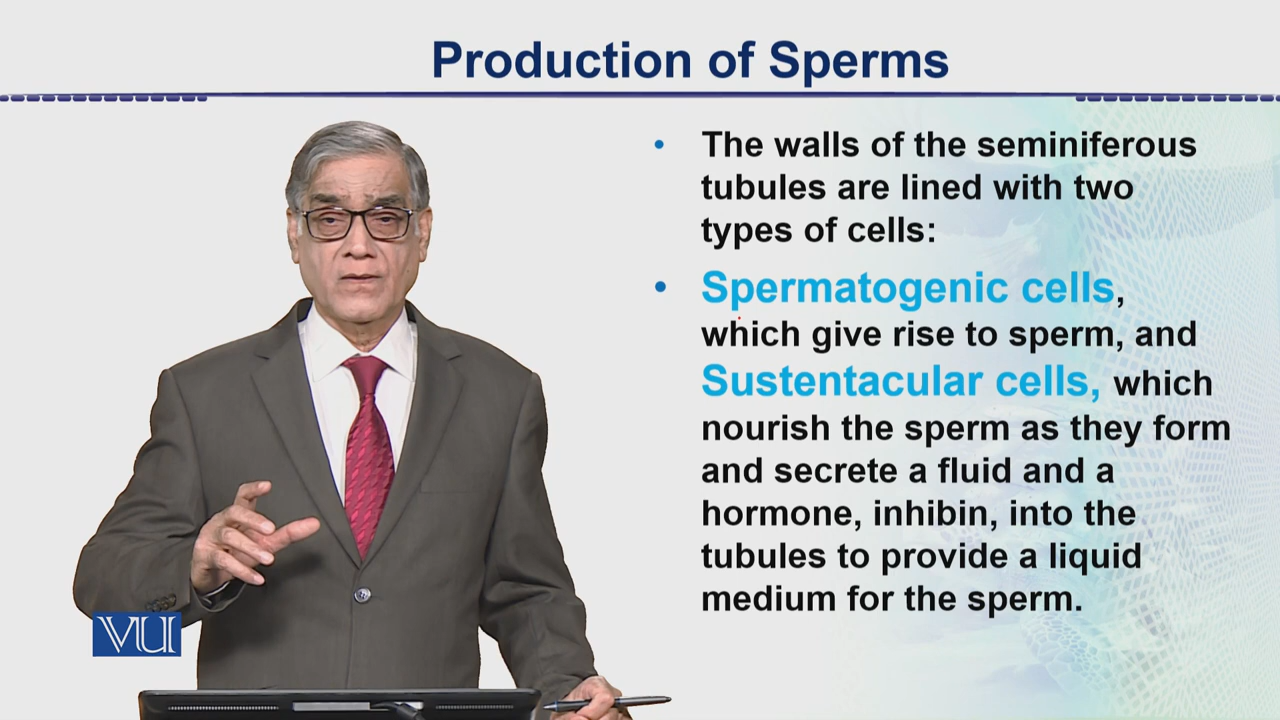 Production of Sperms
• The walls of the seminiferous
tubules are lined with two
types of cells:
• Spermatogenic cells,
which give rise to sperm, and
Sustentacular cells, which
nourish the sperm as they form
and secrete a fluid and a
hormone, inhibin, into the
tubules to provide a liquid
medium for the sperm.
VU